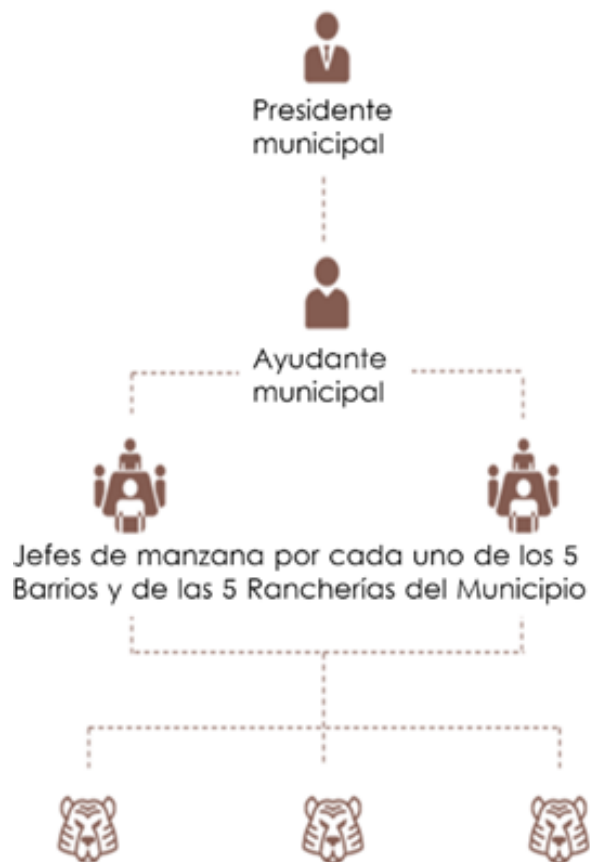 Presidente
municipal
Ayudante
municipal
Jefes de manzana por cada uno de los 5
Barrios y de las 5 Rancherías del Municipio